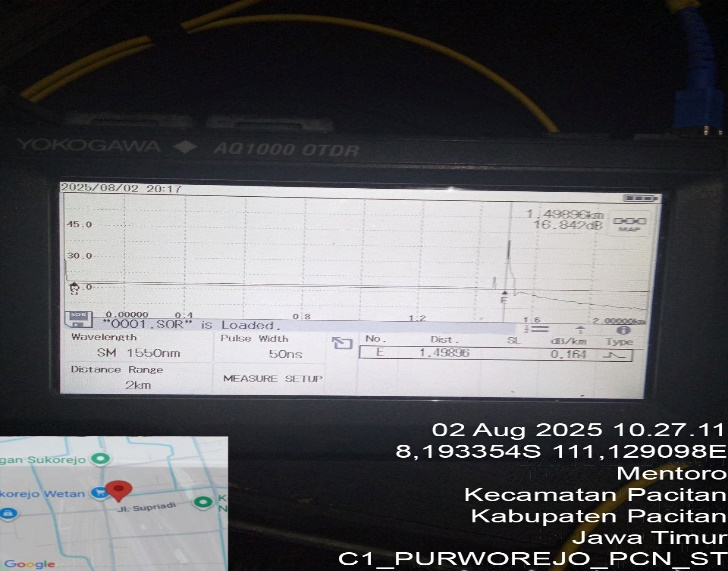 YOKOGAWA ◆ AQ1000 OTDR
2025/08/02 20:17
1.49896km
16.842dB
MAP
45.0
30.0
0.00000 0.4 0.8 1.2 1.6 2.00000km
"0001.SOR" is Loaded.
Wavelength
SM 1550nm
Pulse Width
50ns
Distance Range
2km
MEASURE SETUP
No. Dist. SL dB/km Type
E 1.49896 0.164
02 Aug 2025 10.27.11
8,193354S 111,129098E
Mentoro
Kecamatan Pacitan
Kabupaten Pacitan
Jawa Timur
C1_PURWOREJO_PCN_ST
gan Sukorejo
korejo Wetan
Jl. Supriadi
K
N
Google